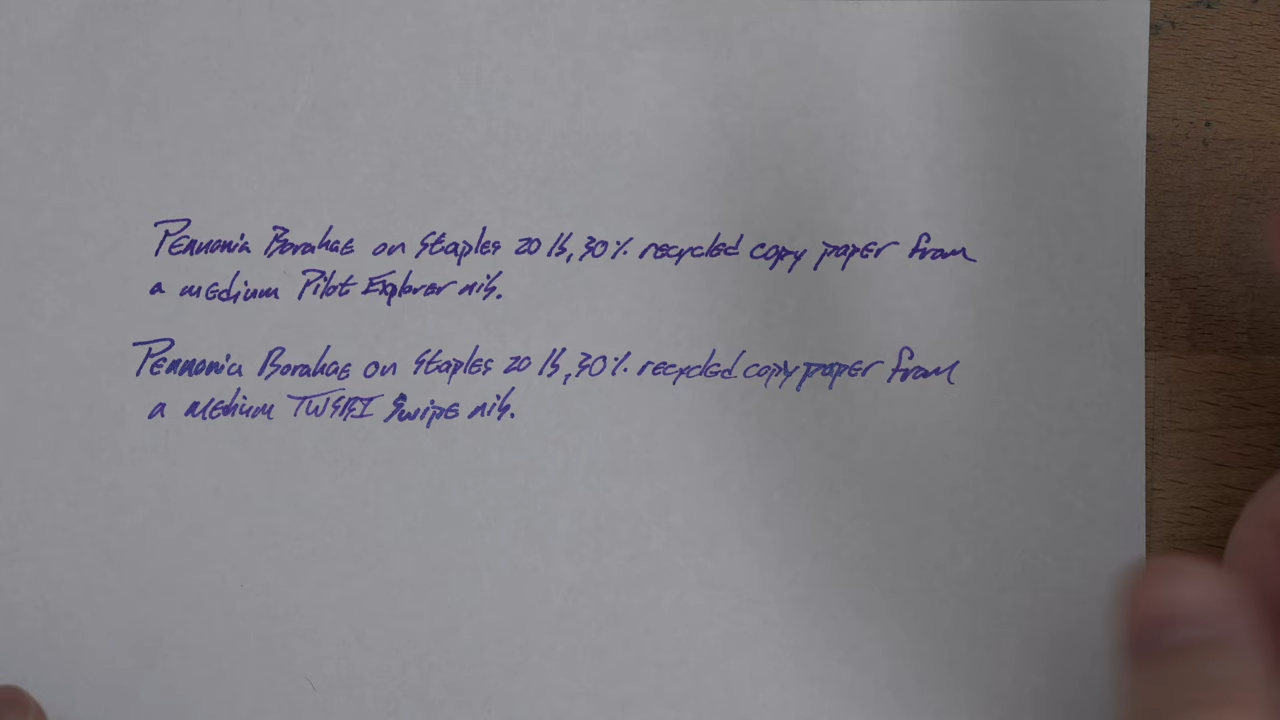 Pennonia Borahae on Staples 20 lb, 30% recycled copy paper from
a medium Pilot Explorer nib.
Pennonia Borahae on Staples 20 lb, 30% recycled copy paper from
a medium TWSBI Swipe nib.